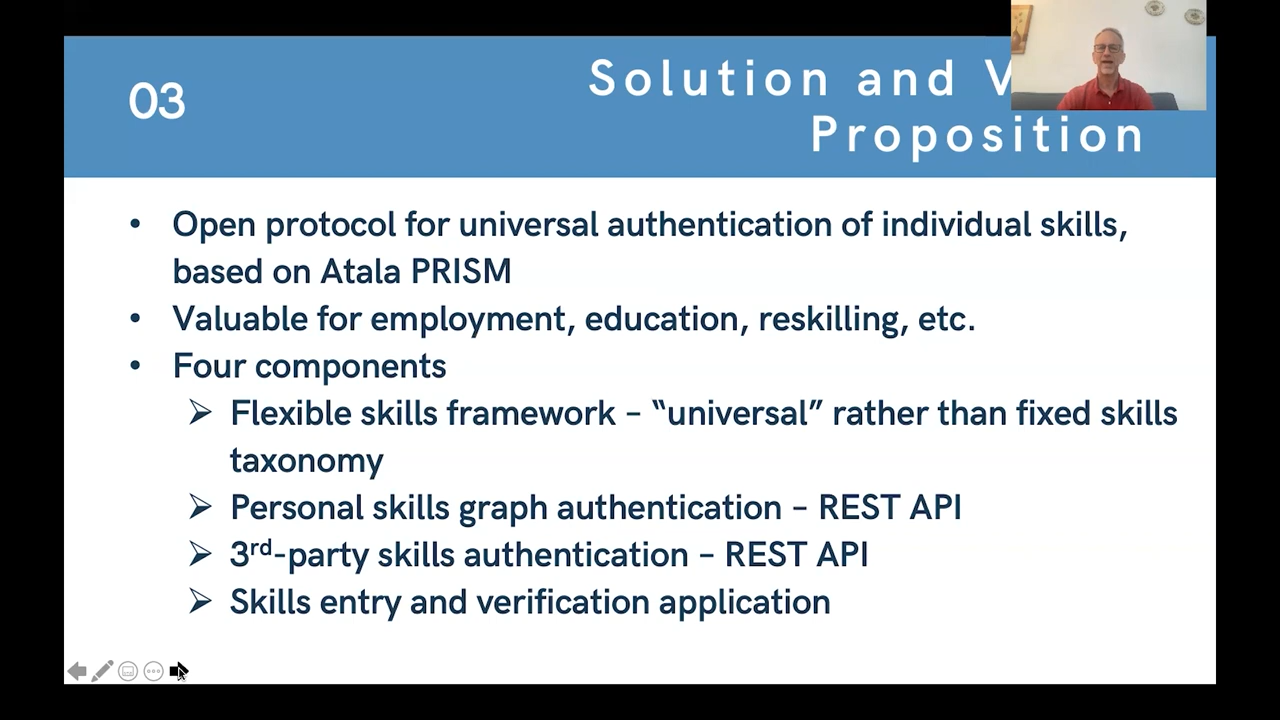 03
Solution and
Proposition
• Open protocol for universal authentication of individual skills,
based on Atala PRISM
• Valuable for employment, education, reskilling, etc.
• Four components
➢ Flexible skills framework – “universal” rather than fixed skills
taxonomy
➢ Personal skills graph authentication – REST API
➢ 3rd-party skills authentication – REST API
➢ Skills entry and verification application